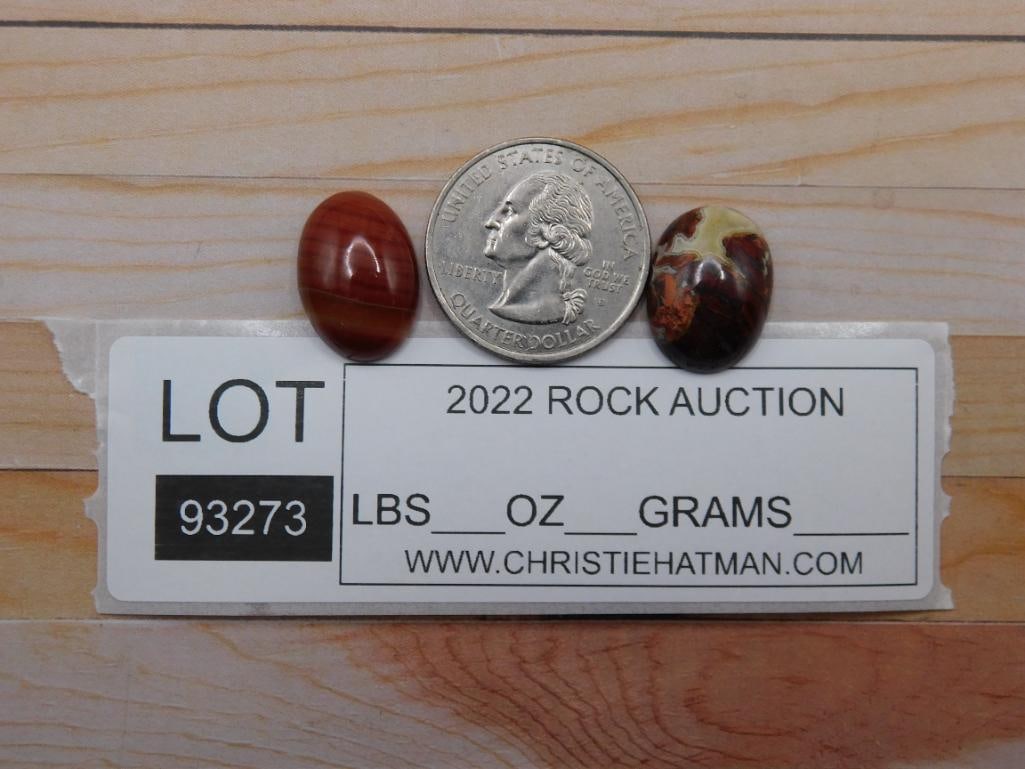 UNITED STATES OF AMERICA
LIBERTY
IN
GOD WE
TRUST
QUARTER DOLLAR
LOT
93273
2022 ROCK AUCTION
LBS___OZ___GRAMS_____
WWW.CHRISTIEHATMAN.COM